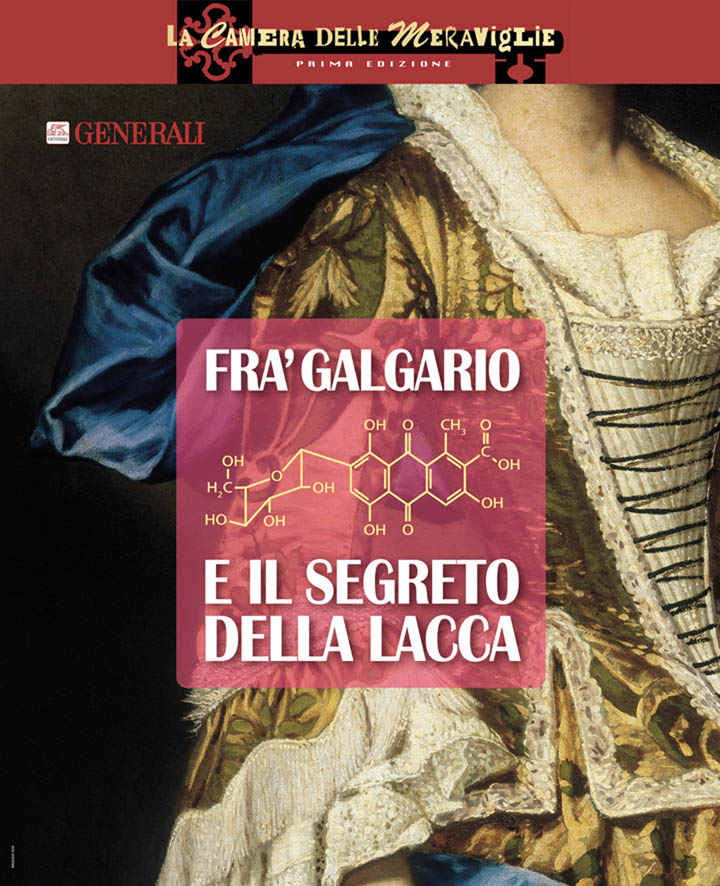 LA CAMERA DELLE MERAVIGLIE
PRIMA EDIZIONE
GENERALI
GENERALI
FRA' GALGARIO
OH O CH₃ O
OH
C
OH
O
H₂C
OH
OH
HO OH
OH O
E IL SEGRETO
DELLA LACCA